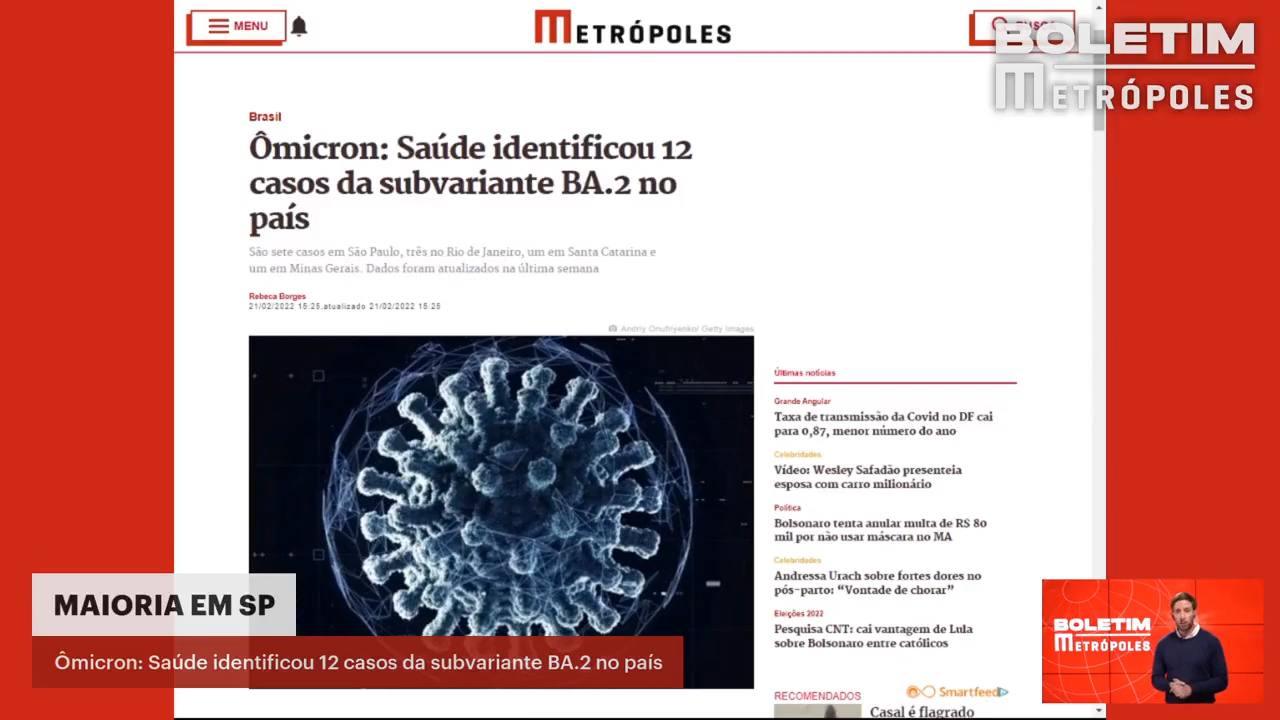 MENU
METRÓPOLES
BOLETIM
METRÓPOLES
Brasil
Ômicron: Saúde identificou 12
casos da subvariante BA.2 no
país
São sete casos em São Paulo, três no Rio de Janeiro, um em Santa Catarina e
um em Minas Gerais. Dados foram atualizados na última semana
Rebeca Borges
21/02/2022 15:25,atualizado 21/02/2022 15:25
Andriy Onufriyenko/ Getty Images
Últimas notícias
Grande Angular
Taxa de transmissão da Covid no DF cai
para 0,87, menor número do ano
Celebridades
Vídeo: Wesley Safadão presenteia
esposa com carro milionário
Política
Bolsonaro tenta anular multa de R$ 80
mil por não usar máscara no MA
Celebridades
Andressa Urach sobre fortes dores no
pós-parto: “Vontade de chorar”
Eleições 2022
Pesquisa CNT: cai vantagem de Lula
sobre Bolsonaro entre católicos
RECOMENDADOS
Smartfeed
Casal é flagrado
MAIORIA EM SP
Ômicron: Saúde identificou 12 casos da subvariante BA.2 no país
BOLETIM
METRÓPOLES